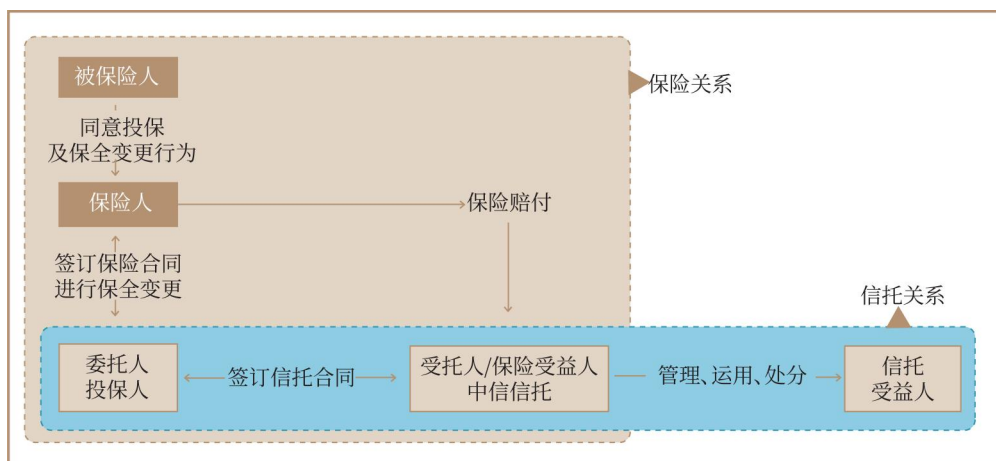 被保险人
保险关系
同意投保
及保全变更行为
保险人
保险赔付
签订保险合同
进行保全变更
信托关系
委托人
投保人
签订信托合同
受托人/保险受益人
中信信托
管理、运用、处分
信托
受益人